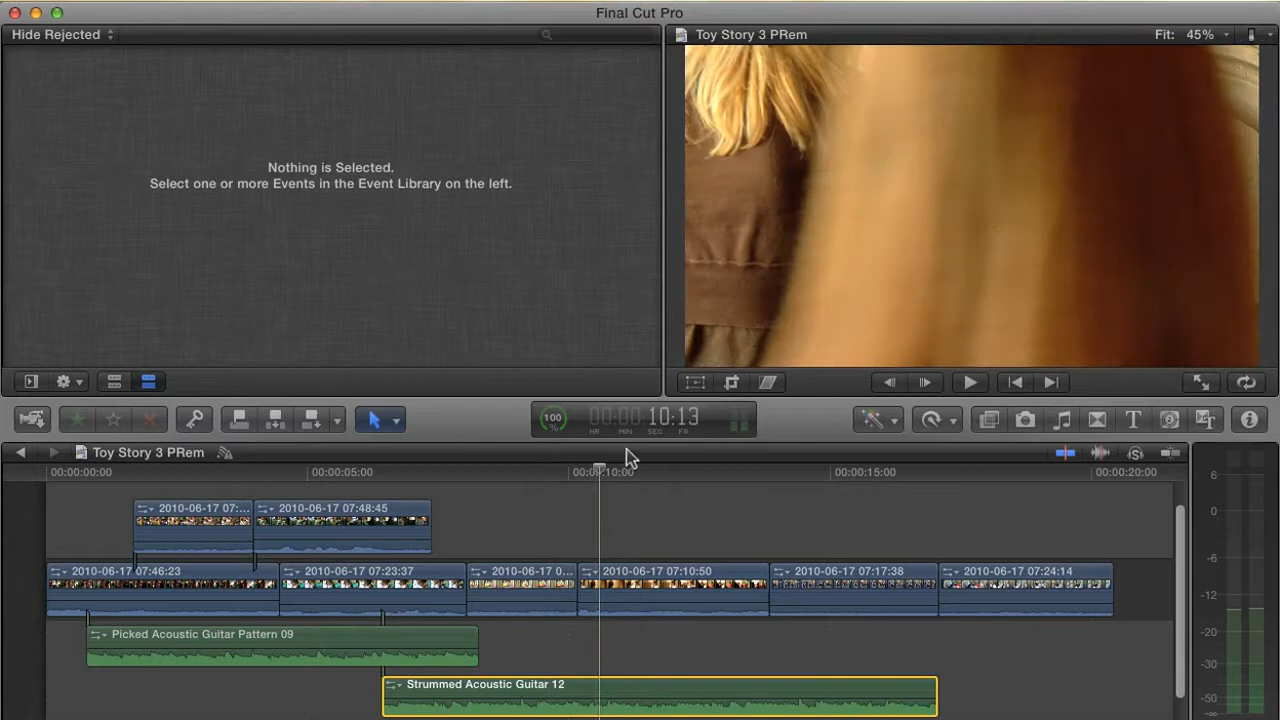 Final Cut Pro
Hide Rejected
Toy Story 3 PRem
Fit: 45%
Nothing is Selected.
Select one or more Events in the Event Library on the left.
100
%
00:00:10:13
HR MIN SEC FR
Toy Story 3 PRem
00:00:00:00
00:00:05:00
00:00:10:00
00:00:15:00
00:00:20:00
2010-06-17 07:...
2010-06-17 07:48:45
2010-06-17 07:46:23
2010-06-17 07:23:37
2010-06-17 0...
2010-06-17 07:10:50
2010-06-17 07:17:38
2010-06-17 07:24:14
Picked Acoustic Guitar Pattern 09
Strummed Acoustic Guitar 12
6
0
-6
-12
-20
-30
-50
-∞